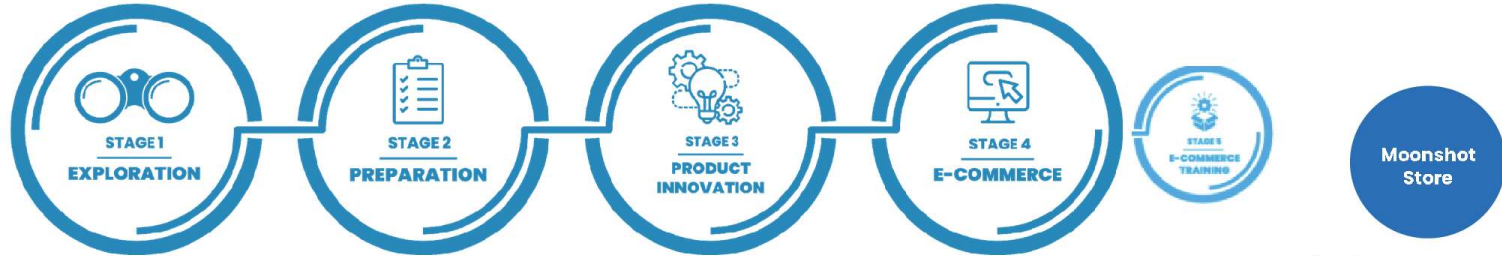 STAGE 1
EXPLORATION
STAGE 2
PREPARATION
STAGE 3
PRODUCT
INNOVATION
STAGE 4
E-COMMERCE
STAGE 5
E-COMMERCE
TRAINING
Moonshot
Store